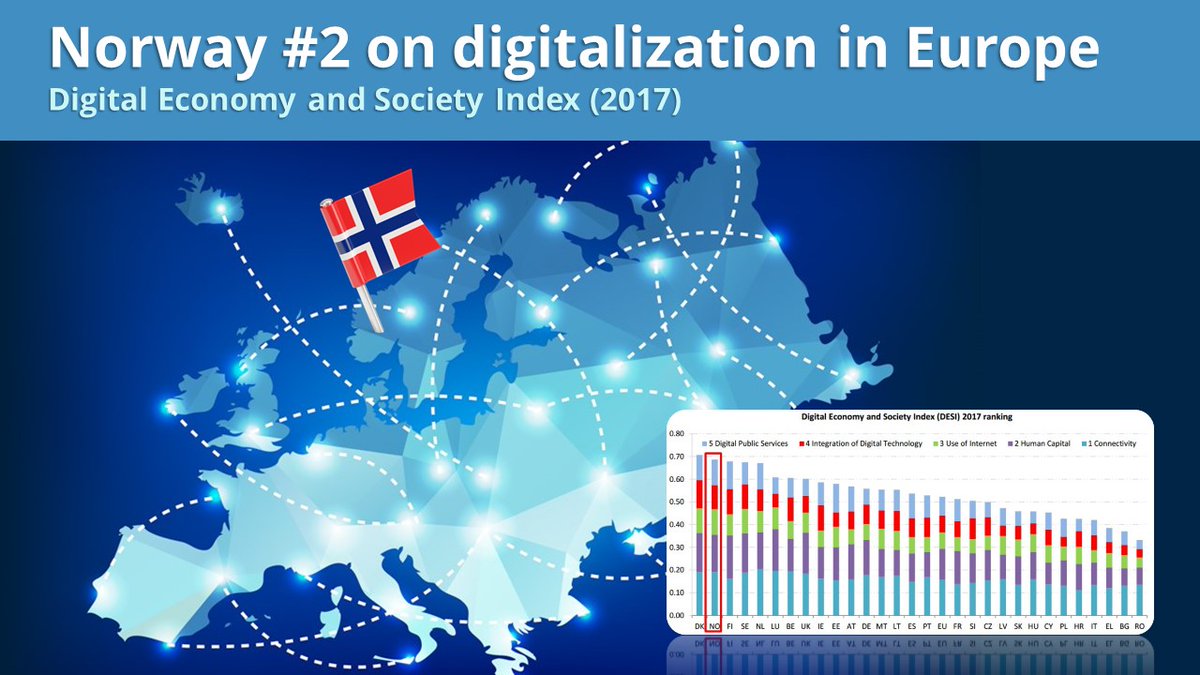 Norway #2 on digitalization in Europe
Digital Economy and Society Index (2017)
Digital Economy and Society Index (DESI) 2017 ranking
5 Digital Public Services 4 Integration of Digital Technology 3 Use of Internet 2 Human Capital 1 Connectivity
0.80
0.70
0.60
0.50
0.40
0.30
0.20
0.10
0.00
DK NO FI SE NL LU BE UK IE EE AT DE MT LT ES PT EU FR SI CZ LV SK HU CY PL HR IT EL BG RO